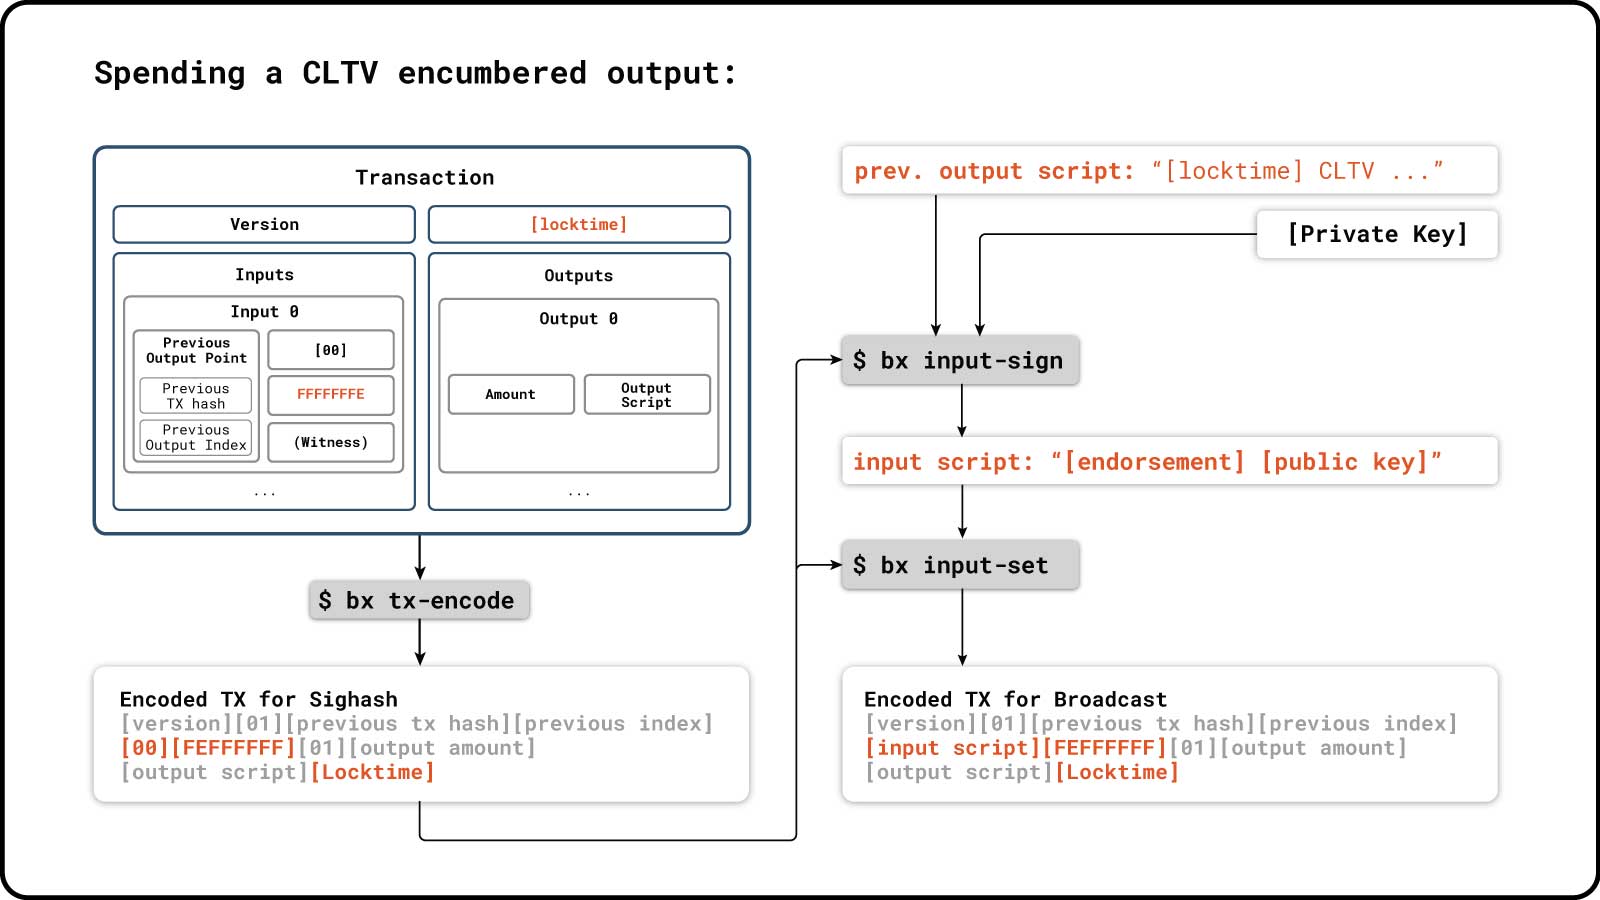 Spending a CLTV encumbered output:
Transaction
Version
[locktime]
Inputs
Input 0
Previous
Output Point
Previous
TX hash
Previous
Output Index
[00]
FFFFFFFE
(Witness)
...
Outputs
Output 0
Amount
Output
Script
...
$ bx tx-encode
Encoded TX for Sighash
[version][01][previous tx hash][previous index]
[00][FEFFFFFF][01][output amount]
[output script][Locktime]
prev. output script: “[locktime] CLTV ...”
[Private Key]
$ bx input-sign
input script: “[endorsement] [public key]”
$ bx input-set
Encoded TX for Broadcast
[version][01][previous tx hash][previous index]
[input script][FEFFFFFF][01][output amount]
[output script][Locktime]